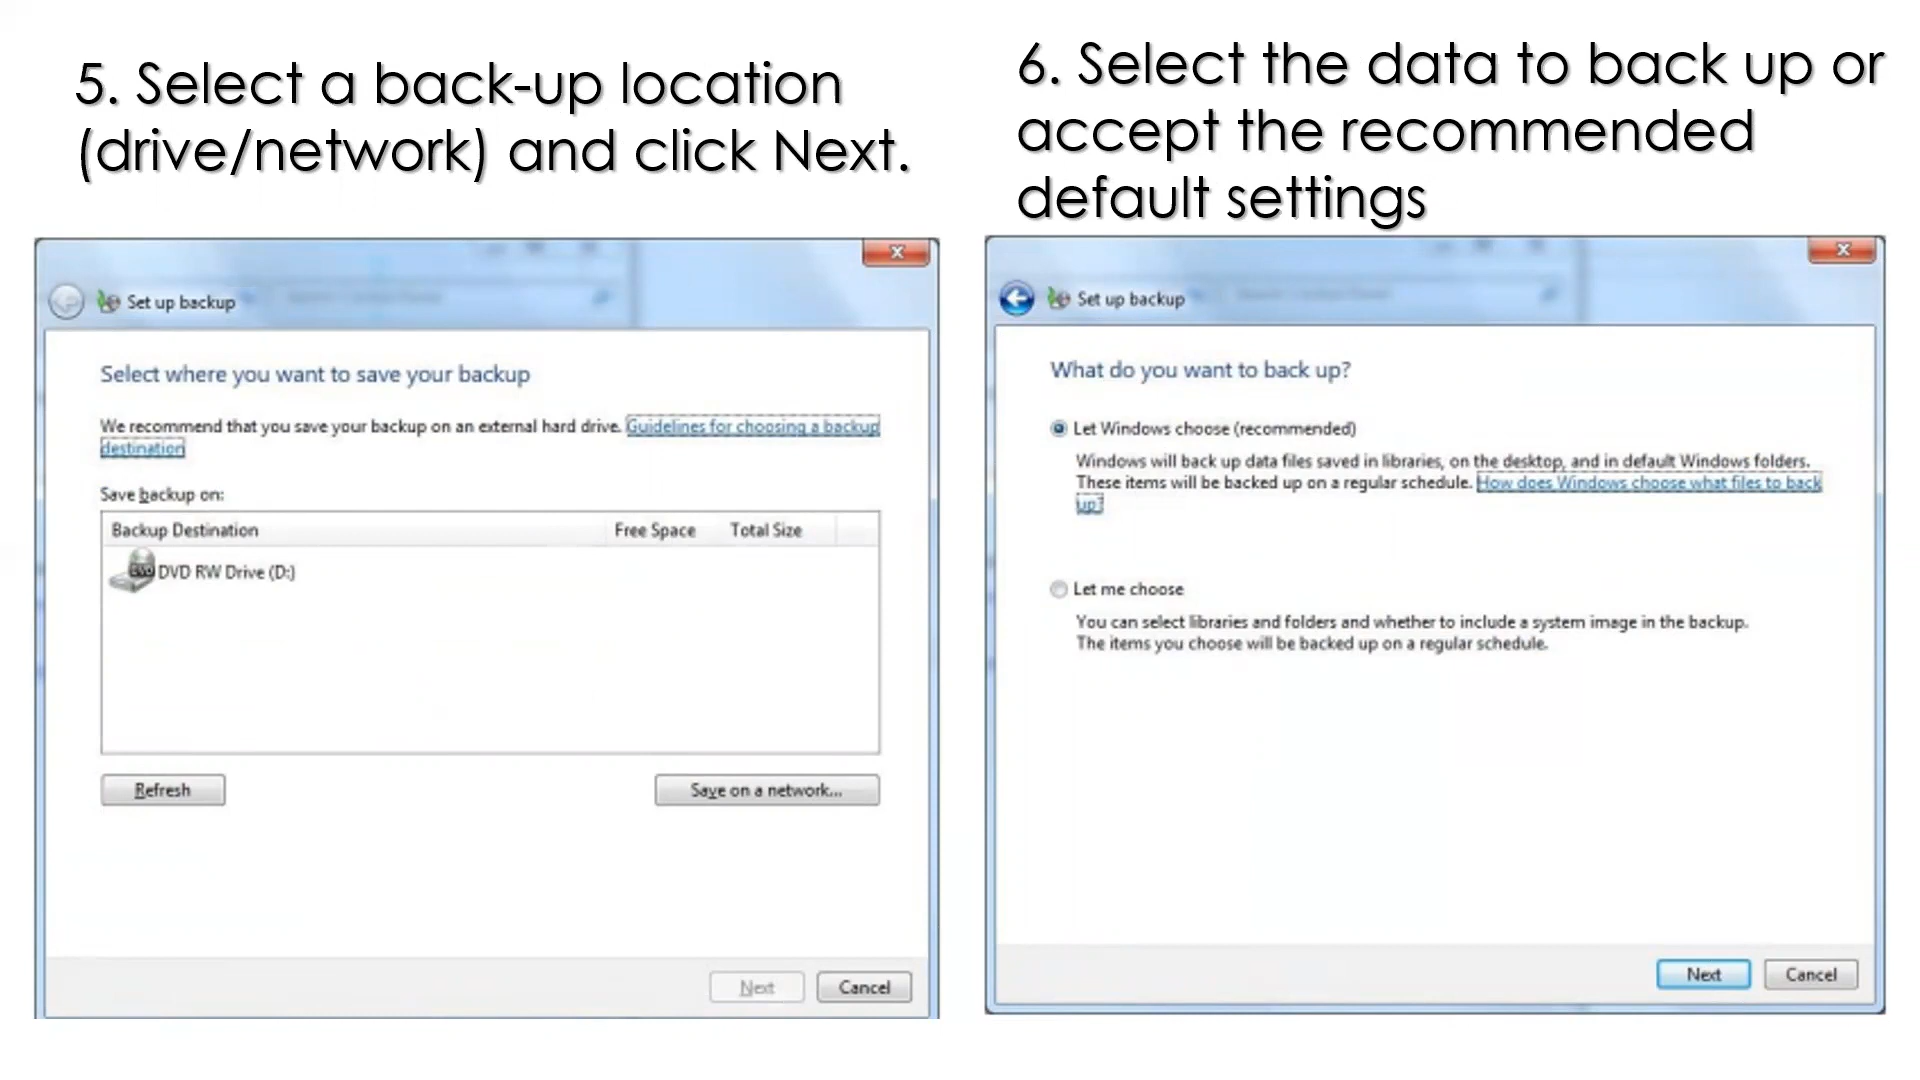 5. Select a back-up location
(drive/network) and click Next.
Set up backup
Select where you want to save your backup
We recommend that you save your backup on an external hard drive. Guidelines for choosing a backup
destination
Save backup on:
Backup Destination Free Space Total Size
DVD RW Drive (D:)
Refresh Save on a network...
Next Cancel
6. Select the data to back up or
accept the recommended
default settings
Set up backup
What do you want to back up?
Let Windows choose (recommended)
Windows will back up data files saved in libraries, on the desktop, and in default Windows folders.
These items will be backed up on a regular schedule. How does Windows choose what files to back
up?
Let me choose
You can select libraries and folders and whether to include a system image in the backup.
The items you choose will be backed up on a regular schedule.
Next Cancel